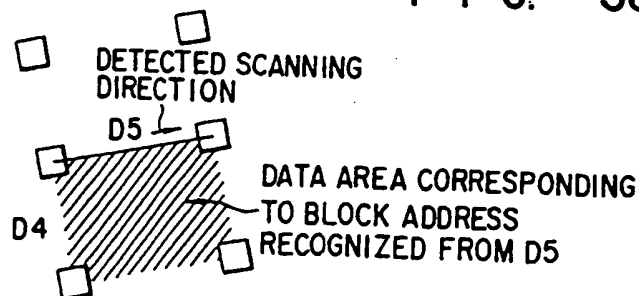 DETECTED SCANNING
DIRECTION
D5
D4
DATA AREA CORRESPONDING
TO BLOCK ADDRESS
RECOGNIZED FROM D5